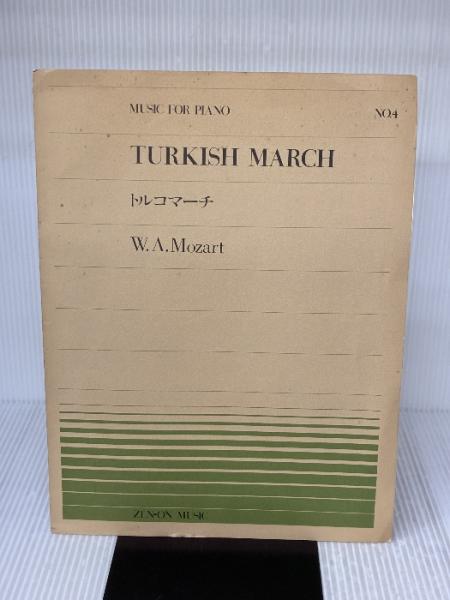 MUSIC FOR PIANO NO.4
TURKISH MARCH
トルコマーチ
W.A.Mozart
ZEN-ON MUSIC